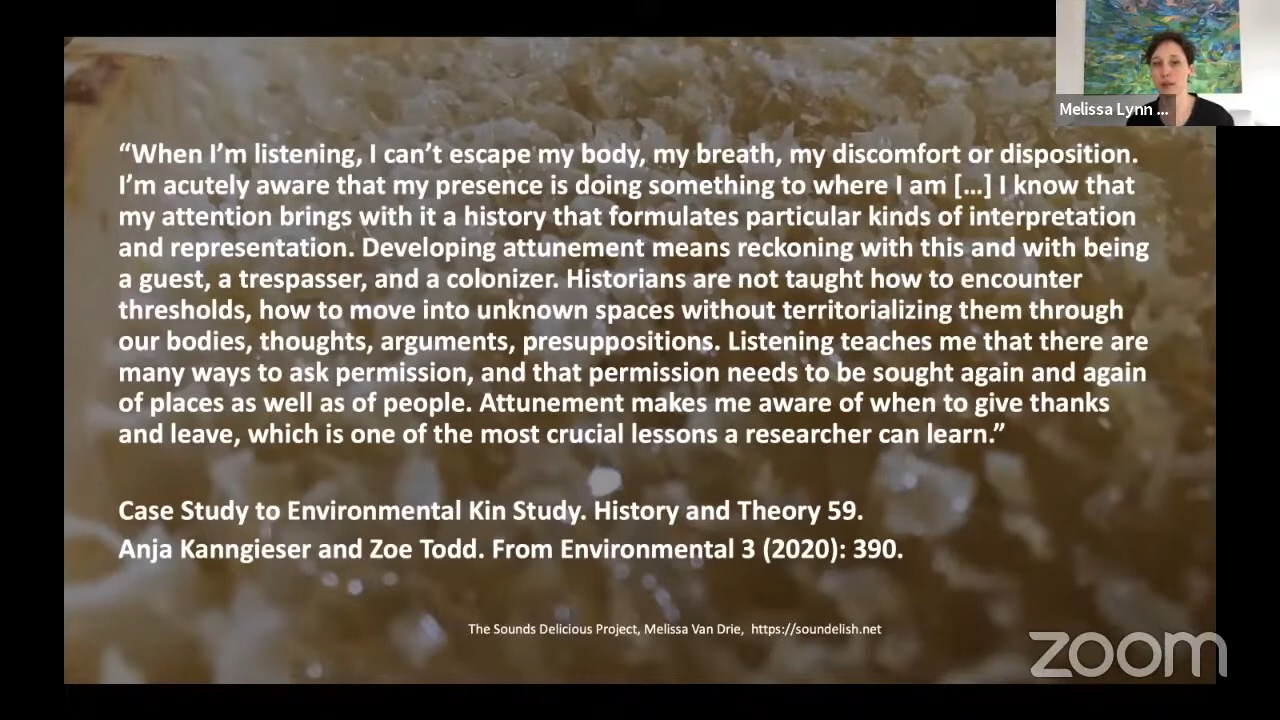 Melissa Lynn ...
“When I’m listening, I can’t escape my body, my breath, my discomfort or disposition.
I’m acutely aware that my presence is doing something to where I am […] I know that
my attention brings with it a history that formulates particular kinds of interpretation
and representation. Developing attunement means reckoning with this and with being
a guest, a trespasser, and a colonizer. Historians are not taught how to encounter
thresholds, how to move into unknown spaces without territorializing them through
our bodies, thoughts, arguments, presuppositions. Listening teaches me that there are
many ways to ask permission, and that permission needs to be sought again and again
of places as well as of people. Attunement makes me aware of when to give thanks
and leave, which is one of the most crucial lessons a researcher can learn.”
Case Study to Environmental Kin Study. History and Theory 59.
Anja Kanngieser and Zoe Todd. From Environmental 3 (2020): 390.
The Sounds Delicious Project, Melissa Van Drie, https://soundelish.net
zoom